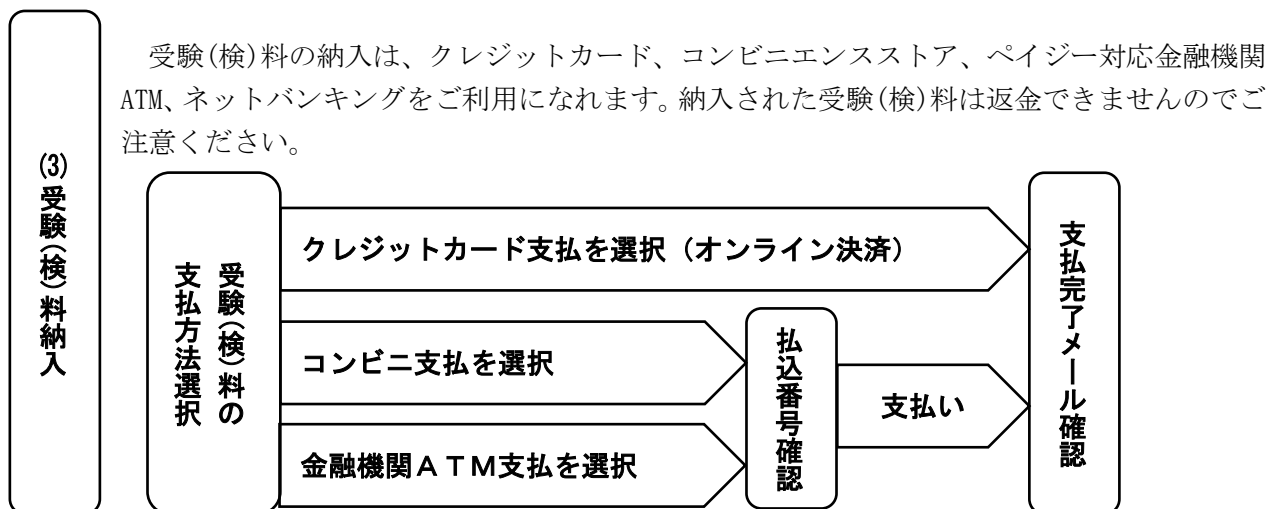 (3)受験(検)料納入
受験(検)料の納入は、クレジットカード、コンビニエンスストア、ペイジー対応金融機関
ATM、ネットバンキングをご利用になれます。納入された受験(検)料は返金できませんのでご
注意ください。
受験(検)料の
支払方法選択
クレジットカード支払を選択（オンライン決済）
コンビニ支払を選択
金融機関ＡＴＭ支払を選択
払込番号確認
支払い
支払完了メール確認